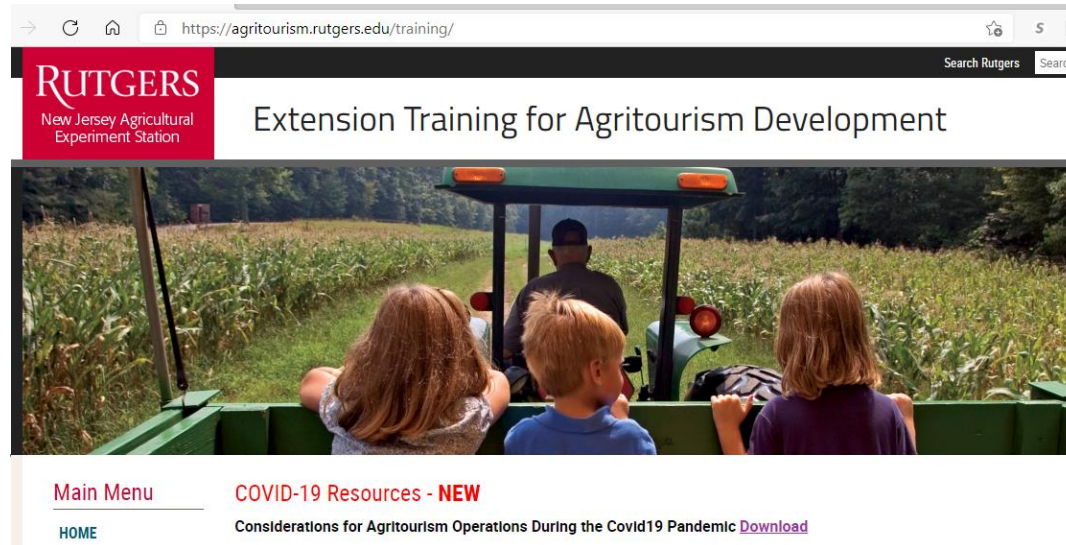 https://agritourism.rutgers.edu/training/
S
Search Rutgers
RUTGERS
New Jersey Agricultural
Experiment Station
Extension Training for Agritourism Development
Main Menu
COVID-19 Resources - NEW
HOME
Considerations for Agritourism Operations During the Covid19 Pandemic Download